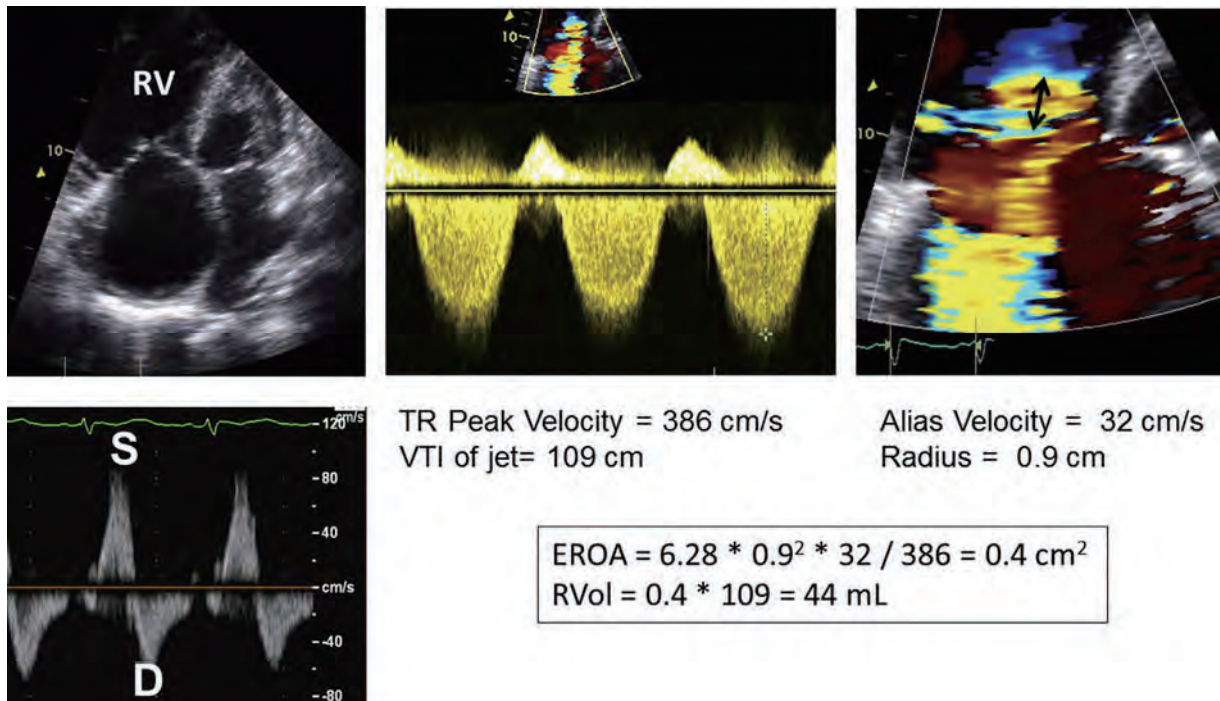 RV
10
10
10
TR Peak Velocity = 386 cm/s
VTI of jet= 109 cm
Alias Velocity = 32 cm/s
Radius = 0.9 cm
120
cm/s
S
80
40
cm/s
-40
D
-80
EROA = 6.28 * 0.9² * 32 / 386 = 0.4 cm²
RVol = 0.4 * 109 = 44 mL